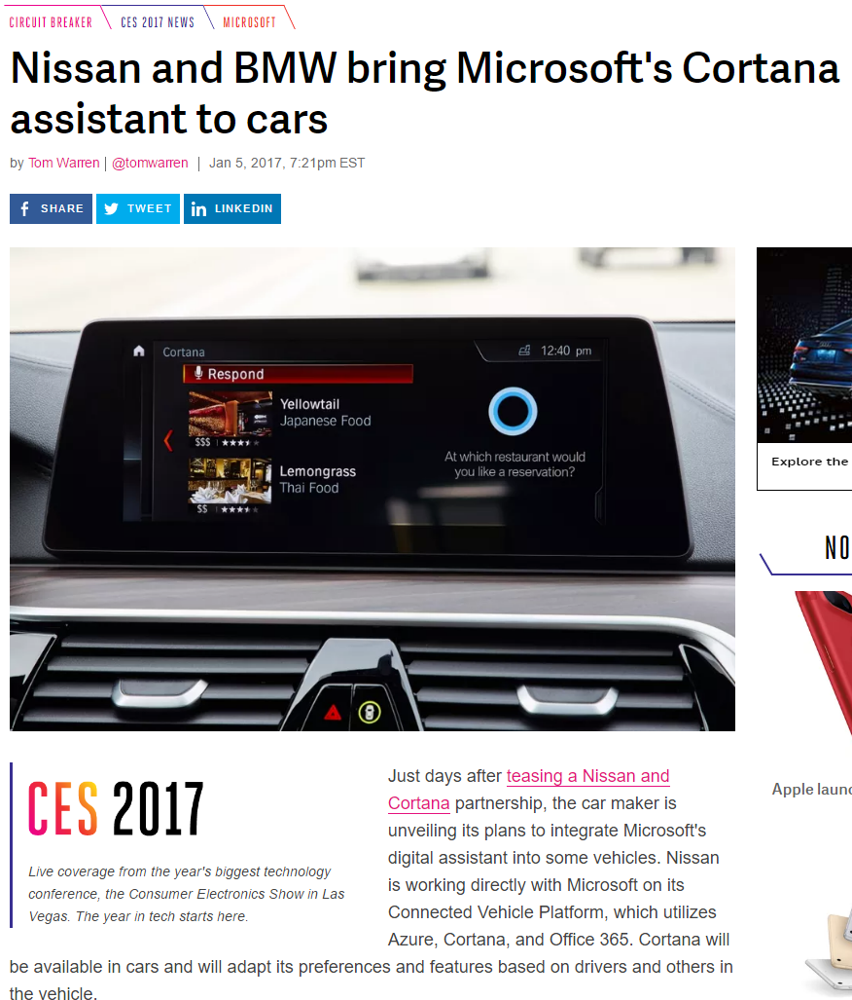 CIRCUIT BREAKER
CES 2017 NEWS
MICROSOFT
Nissan and BMW bring Microsoft's Cortana
assistant to cars
by Tom Warren | @tomwarren | Jan 5, 2017, 7:21pm EST
SHARE
TWEET
LINKEDIN
Cortana
12:40 pm
Respond
Yellowtail
Japanese Food
$$$
At which restaurant would
you like a reservation?
Lemongrass
Thai Food
$$
Explore the
NO
Apple laun
CES 2017
Live coverage from the year's biggest technology
conference, the Consumer Electronics Show in Las
Vegas. The year in tech starts here.
Just days after teasing a Nissan and
Cortana partnership, the car maker is
unveiling its plans to integrate Microsoft's
digital assistant into some vehicles. Nissan
is working directly with Microsoft on its
Connected Vehicle Platform, which utilizes
Azure, Cortana, and Office 365. Cortana will
be available in cars and will adapt its preferences and features based on drivers and others in
the vehicle.